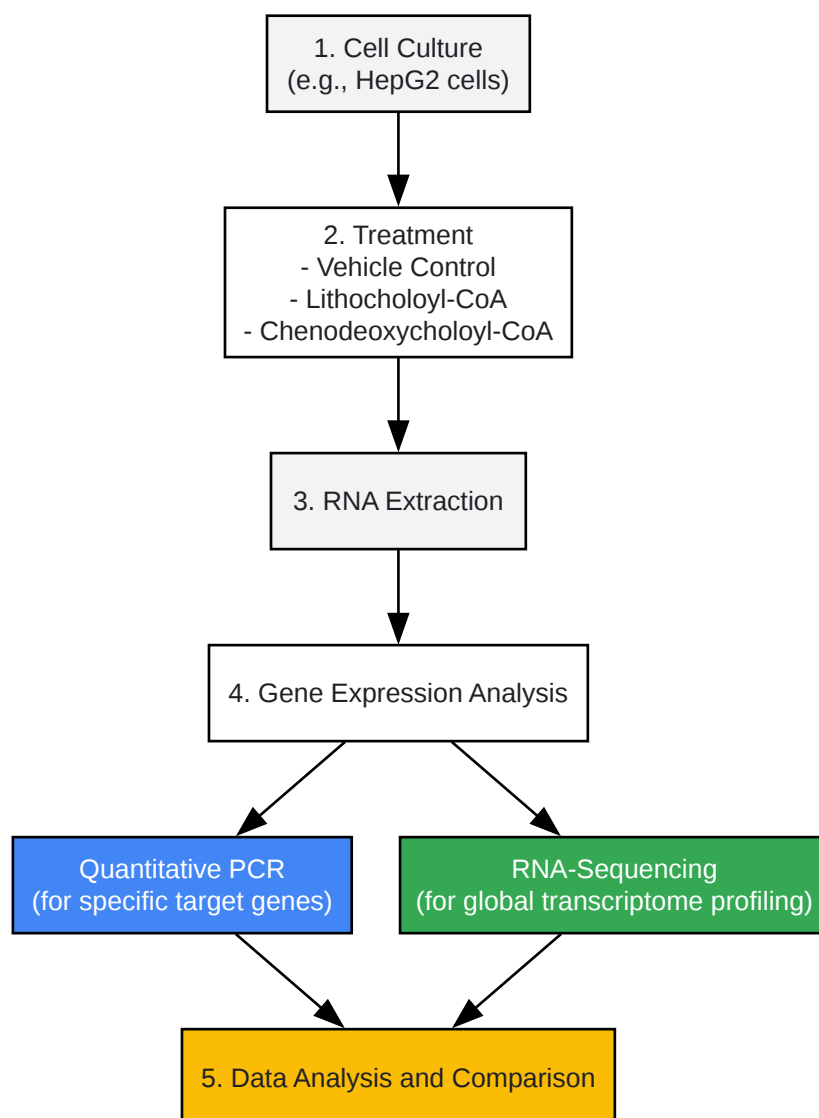 1. Cell Culture
(e.g., HepG2 cells)
2. Treatment
- Vehicle Control
- Lithocholoyl-CoA
- Chenodeoxycholoyl-CoA
3. RNA Extraction
4. Gene Expression Analysis
Quantitative PCR
(for specific target genes)
RNA-Sequencing
(for global transcriptome profiling)
5. Data Analysis and Comparison